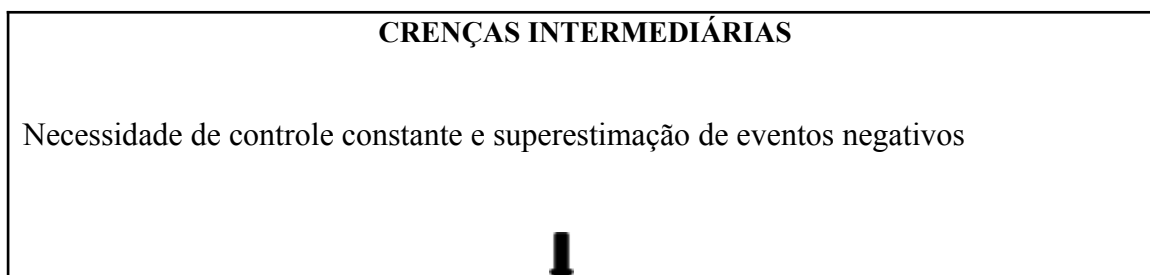 CRENÇAS INTERMEDIÁRIAS
Necessidade de controle constante e superestimação de eventos negativos